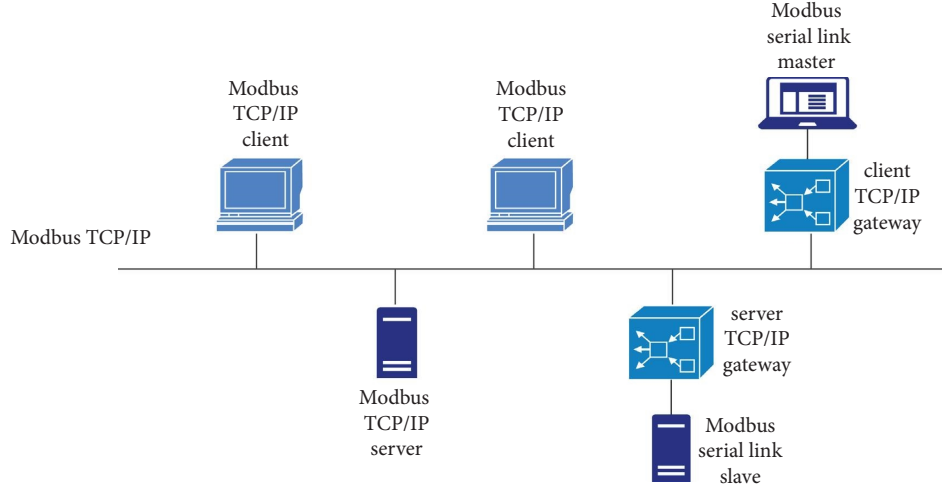 Modbus
serial link
master
Modbus
TCP/IP
client
Modbus
TCP/IP
client
client
TCP/IP
gateway
Modbus TCP/IP
server
TCP/IP
gateway
Modbus
TCP/IP
server
Modbus
serial link
slave